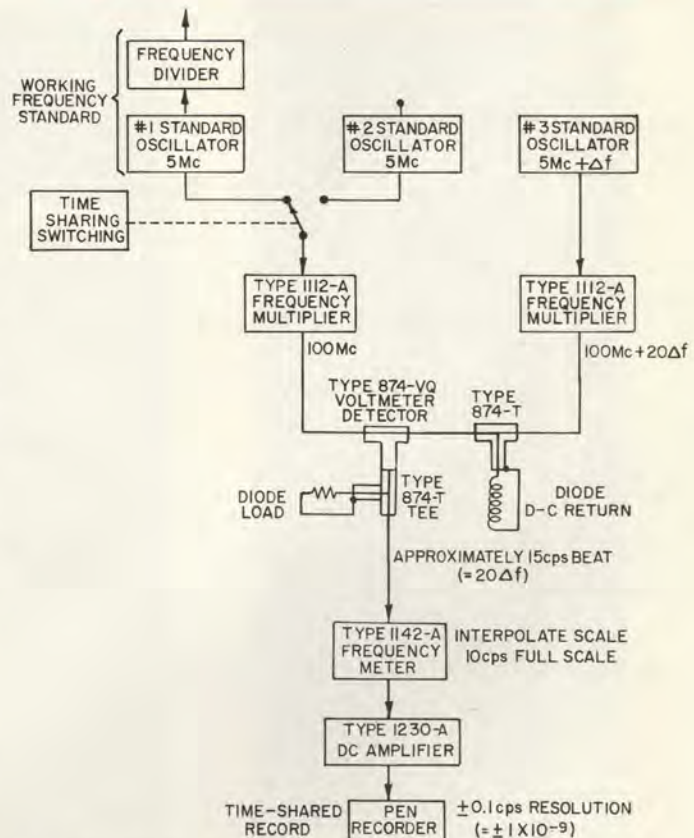 FREQUENCY
DIVIDER
WORKING
FREQUENCY
STANDARD
#1 STANDARD
OSCILLATOR
5Mc
#2 STANDARD
OSCILLATOR
5Mc
#3 STANDARD
OSCILLATOR
5Mc+Δf
TIME
SHARING
SWITCHING
TYPE 1112-A
FREQUENCY
MULTIPLIER
TYPE 1112-A
FREQUENCY
MULTIPLIER
100Mc
100Mc+20Δf
TYPE 874-VQ
VOLTMETER
DETECTOR
TYPE
874-T
DIODE
LOAD
TYPE
874-T
TEE
DIODE
D-C RETURN
APPROXIMATELY 15cps BEAT
(=20Δf)
TYPE 1142-A
FREQUENCY
METER
INTERPOLATE SCALE
10cps FULL SCALE
TYPE 1230-A
DC AMPLIFIER
TIME-SHARED
RECORD
PEN
RECORDER
±0.1cps RESOLUTION
(=±1X10⁻⁹)